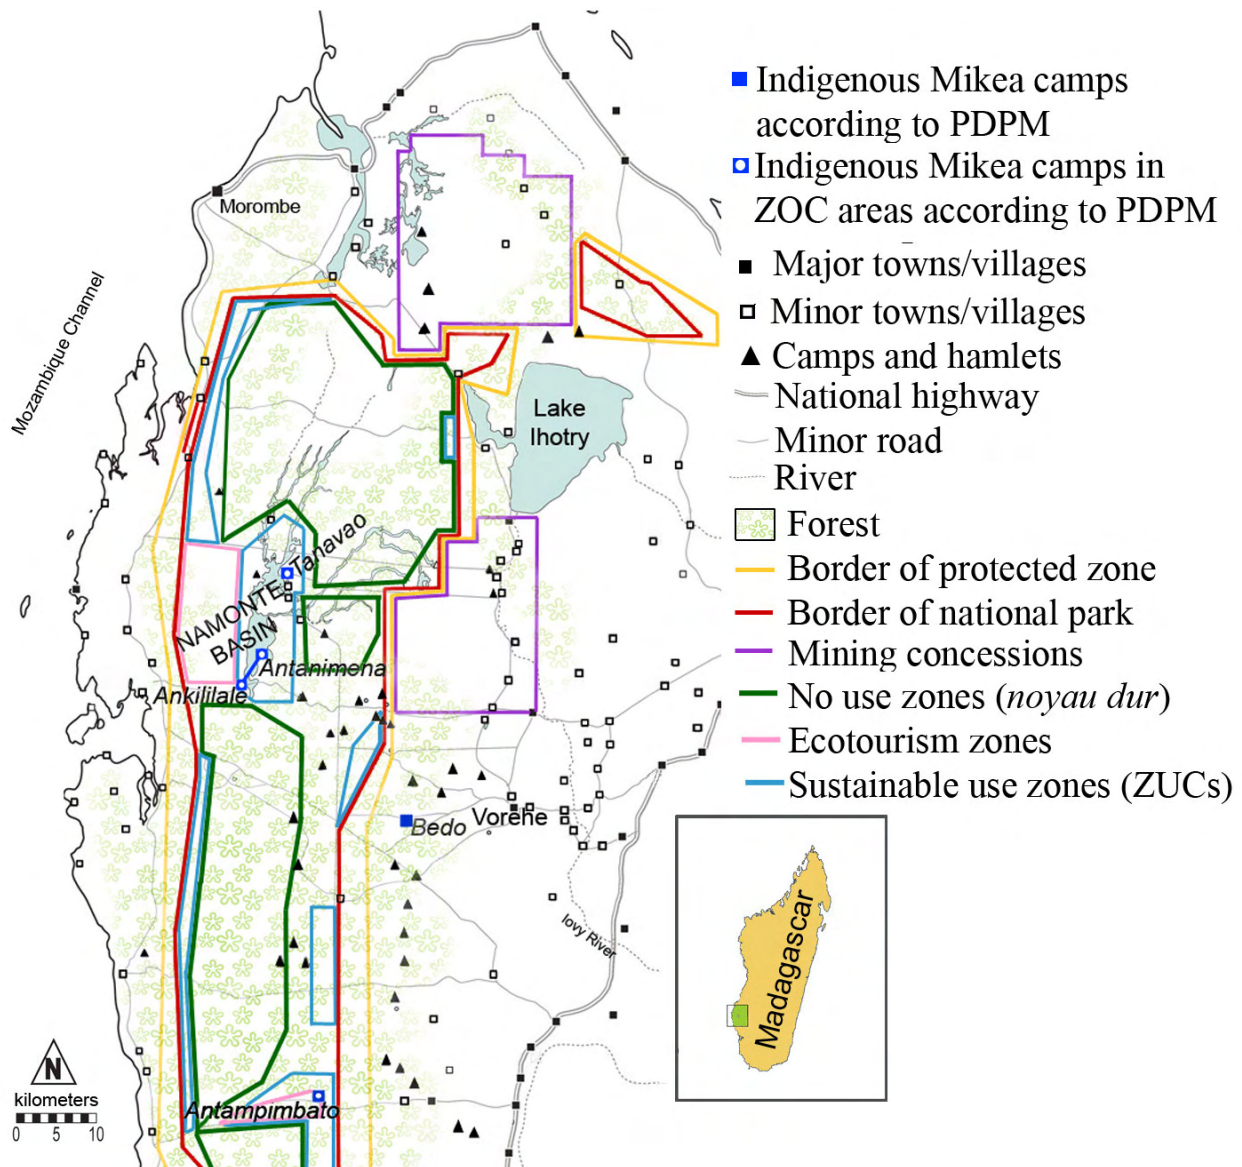 Indigenous Mikea camps
according to PDPM
Indigenous Mikea camps in
ZOC areas according to PDPM
Major towns/villages
Minor towns/villages
Camps and hamlets
National highway
Minor road
River
Forest
Border of protected zone
Border of national park
Mining concessions
No use zones (noyau dur)
Ecotourism zones
Sustainable use zones (ZUCs)
Morombe
Mozambique Channel
Lake
Ihotry
Tanavao
NAMONTE
BASIN
Antanimena
Ankililale
Bedo
Vorehe
Iovy River
Antampimbato
Madagascar
N
kilometers
0 5 10